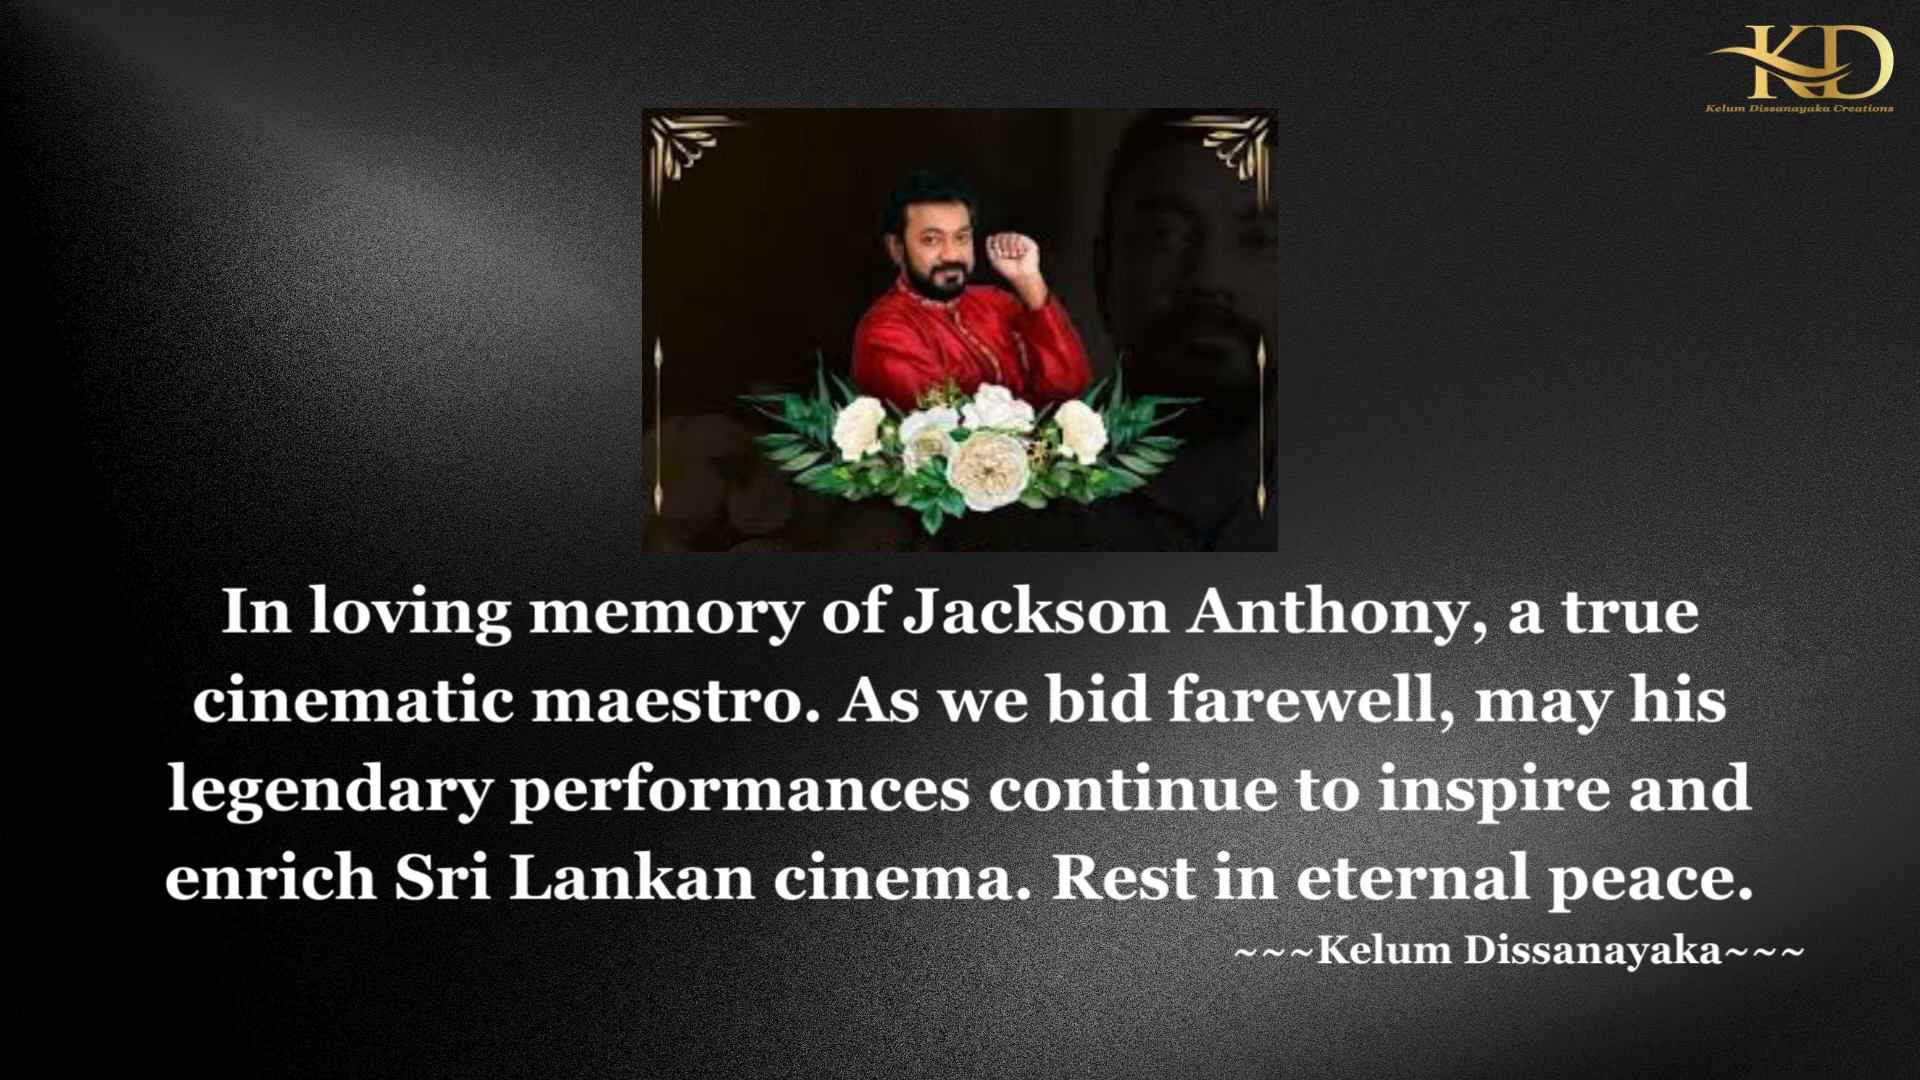 KD
Kelum Dissanayaka Creations
In loving memory of Jackson Anthony, a true
cinematic maestro. As we bid farewell, may his
legendary performances continue to inspire and
enrich Sri Lankan cinema. Rest in eternal peace.
~~~Kelum Dissanayaka~~~